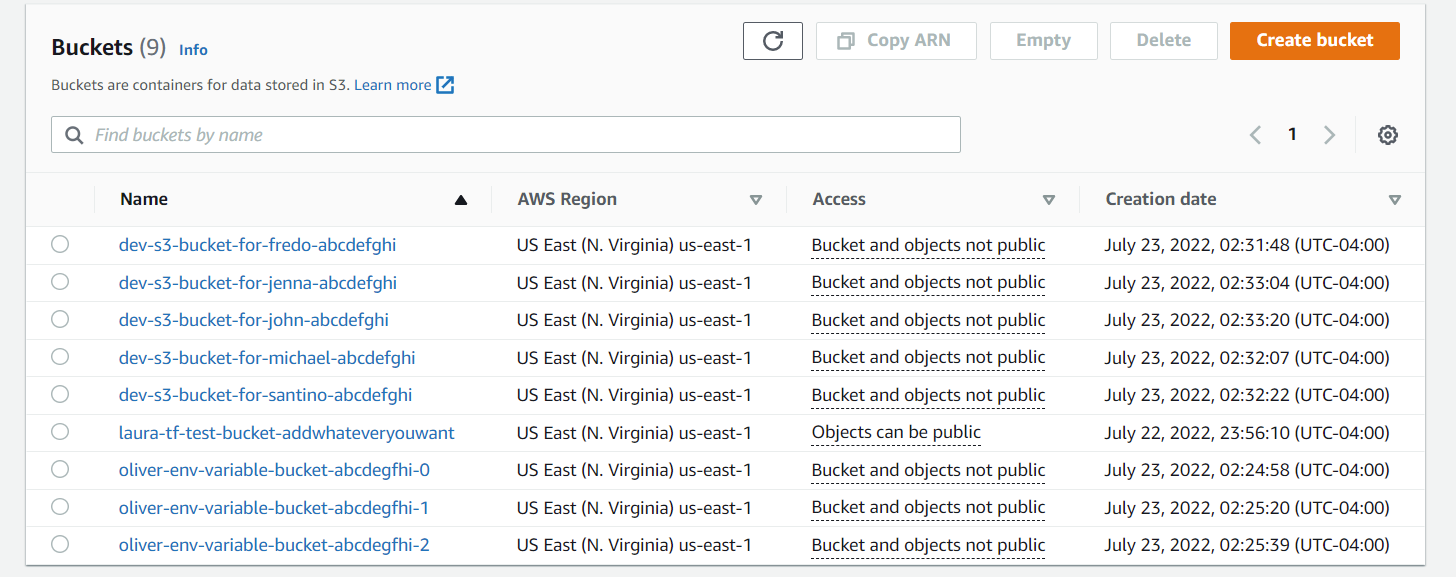 Buckets (9) Info
Copy ARN Empty Delete Create bucket
Buckets are containers for data stored in S3. Learn more
Find buckets by name
1
Name AWS Region Access Creation date
dev-s3-bucket-for-fredo-abcdefghi US East (N. Virginia) us-east-1 Bucket and objects not public July 23, 2022, 02:31:48 (UTC-04:00)
dev-s3-bucket-for-jenna-abcdefghi US East (N. Virginia) us-east-1 Bucket and objects not public July 23, 2022, 02:33:04 (UTC-04:00)
dev-s3-bucket-for-john-abcdefghi US East (N. Virginia) us-east-1 Bucket and objects not public July 23, 2022, 02:33:20 (UTC-04:00)
dev-s3-bucket-for-michael-abcdefghi US East (N. Virginia) us-east-1 Bucket and objects not public July 23, 2022, 02:32:07 (UTC-04:00)
dev-s3-bucket-for-santino-abcdefghi US East (N. Virginia) us-east-1 Bucket and objects not public July 23, 2022, 02:32:22 (UTC-04:00)
laura-tf-test-bucket-addwhateveryouwant US East (N. Virginia) us-east-1 Objects can be public July 22, 2022, 23:56:10 (UTC-04:00)
oliver-env-variable-bucket-abcdegfhi-0 US East (N. Virginia) us-east-1 Bucket and objects not public July 23, 2022, 02:24:58 (UTC-04:00)
oliver-env-variable-bucket-abcdegfhi-1 US East (N. Virginia) us-east-1 Bucket and objects not public July 23, 2022, 02:25:20 (UTC-04:00)
oliver-env-variable-bucket-abcdegfhi-2 US East (N. Virginia) us-east-1 Bucket and objects not public July 23, 2022, 02:25:39 (UTC-04:00)